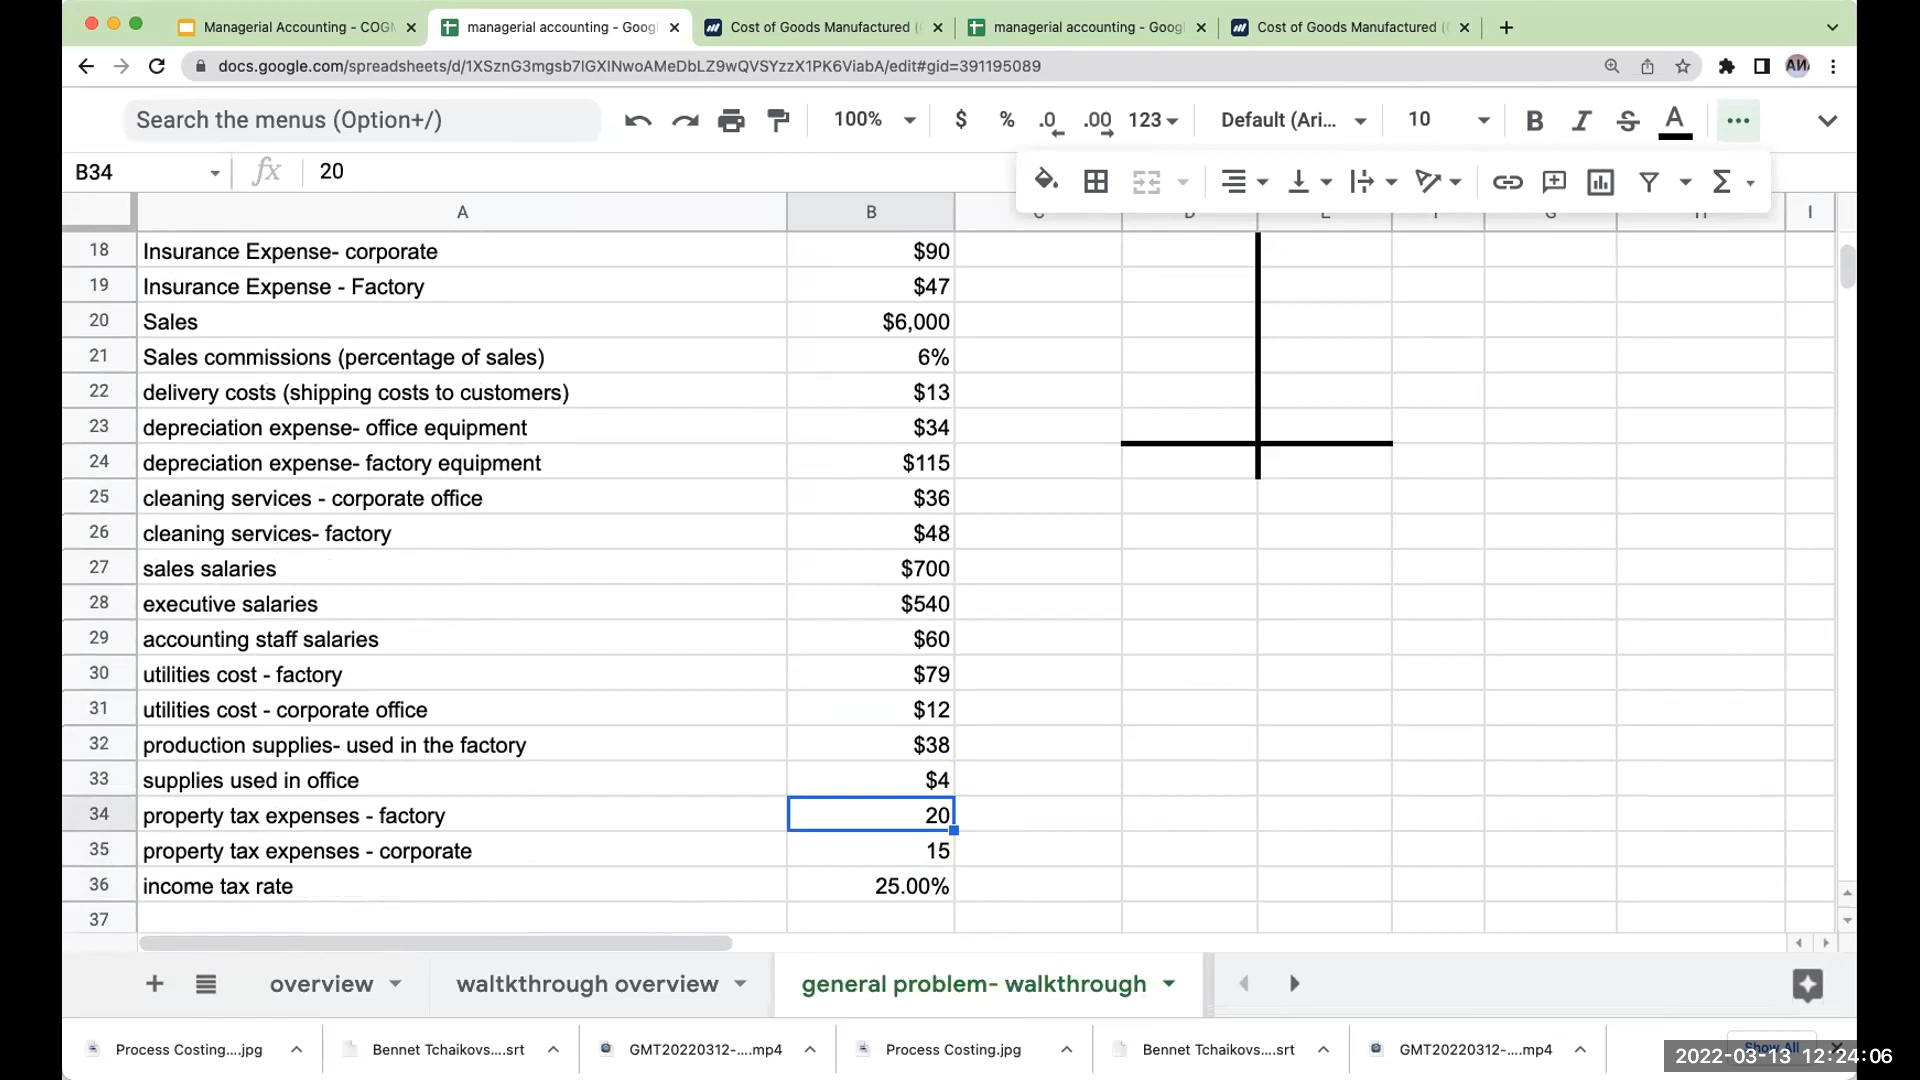 Managerial Accounting - COGM
managerial accounting - Googl
Cost of Goods Manufactured (
managerial accounting - Googl
Cost of Goods Manufactured (
docs.google.com/spreadsheets/d/1XSznG3mgsb7IGXINwoAMeDbLZ9wQVSYzzX1PK6ViabA/edit#gid=391195089
Search the menus (Option+/) 100% $ % .0 .00 123 Default (Ari... 10 B I S A
B34 fx 20
A B C D E F G H I
18 Insurance Expense- corporate $90
19 Insurance Expense - Factory $47
20 Sales $6,000
21 Sales commissions (percentage of sales) 6%
22 delivery costs (shipping costs to customers) $13
23 depreciation expense- office equipment $34
24 depreciation expense- factory equipment $115
25 cleaning services - corporate office $36
26 cleaning services- factory $48
27 sales salaries $700
28 executive salaries $540
29 accounting staff salaries $60
30 utilities cost - factory $79
31 utilities cost - corporate office $12
32 production supplies- used in the factory $38
33 supplies used in office $4
34 property tax expenses - factory 20
35 property tax expenses - corporate 15
36 income tax rate 25.00%
37
overview waltkthrough overview general problem- walkthrough
Process Costing....jpg Bennet Tchaikovs....srt GMT20220312-....mp4 Process Costing.jpg Bennet Tchaikovs....srt GMT20220312-....mp4 Show All
2022-03-13 12:24:06